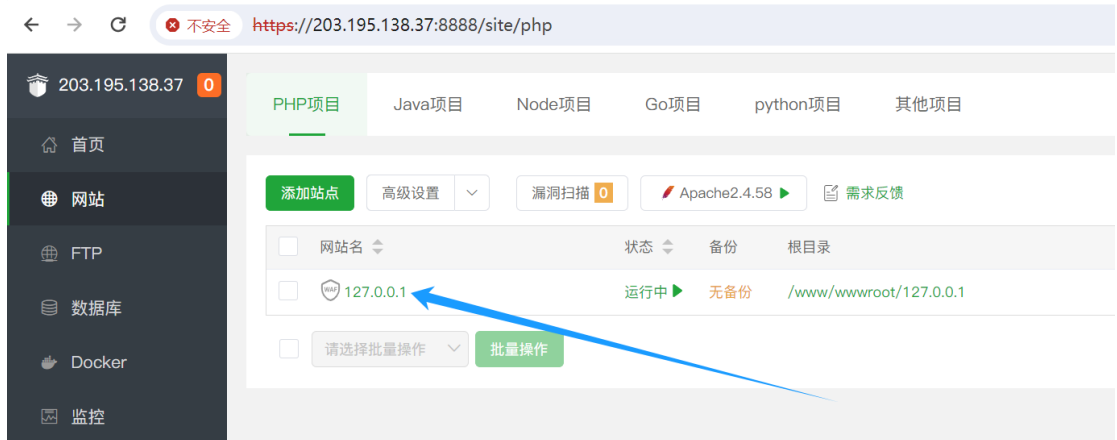 不安全 https://203.195.138.37:8888/site/php
203.195.138.37 0
首页
网站
FTP
数据库
Docker
监控
PHP项目 Java项目 Node项目 Go项目 python项目 其他项目
添加站点 高级设置 漏洞扫描 0 Apache2.4.58 需求反馈
网站名 状态 备份 根目录
WAF 127.0.0.1 运行中 无备份 /www/wwwroot/127.0.0.1
请选择批量操作 批量操作